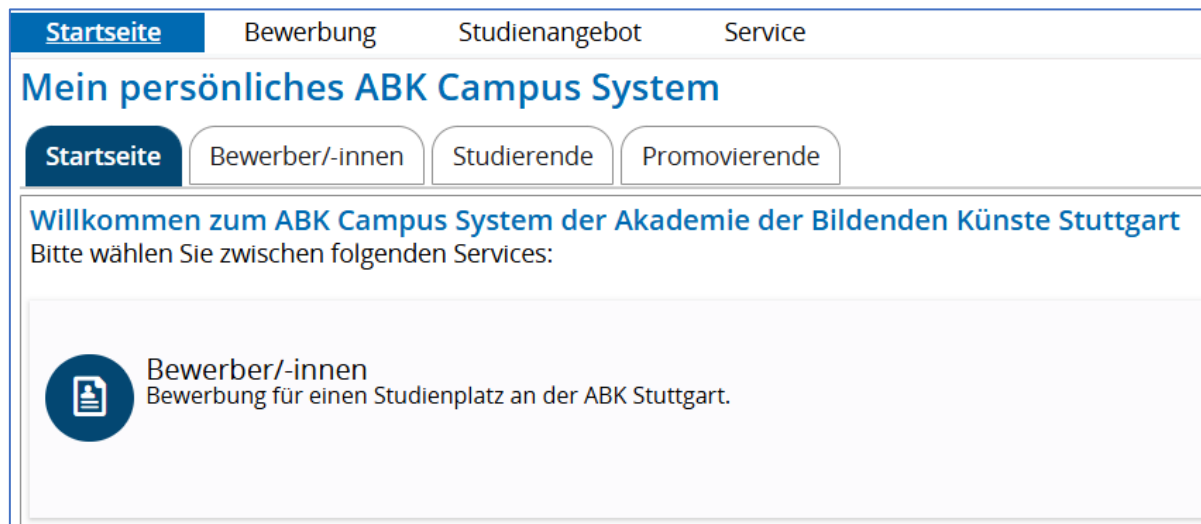 Startseite Bewerbung Studienangebot Service
Mein persönliches ABK Campus System
Startseite Bewerber/-innen Studierende Promovierende
Willkommen zum ABK Campus System der Akademie der Bildenden Künste Stuttgart
Bitte wählen Sie zwischen folgenden Services:
Bewerber/-innen
Bewerbung für einen Studienplatz an der ABK Stuttgart.